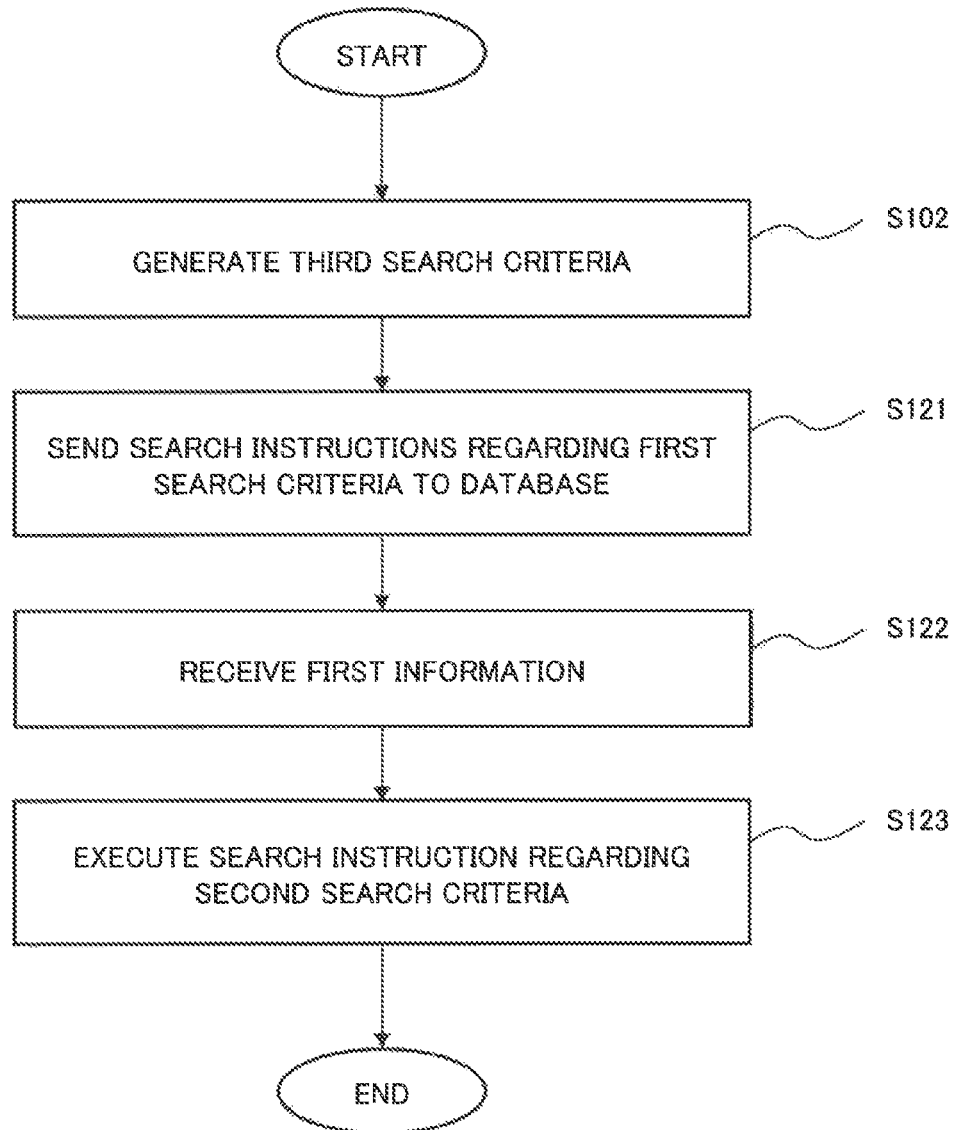 START
GENERATE THIRD SEARCH CRITERIA
S102
SEND SEARCH INSTRUCTIONS REGARDING FIRST
SEARCH CRITERIA TO DATABASE
S121
RECEIVE FIRST INFORMATION
S122
EXECUTE SEARCH INSTRUCTION REGARDING
SECOND SEARCH CRITERIA
S123
END